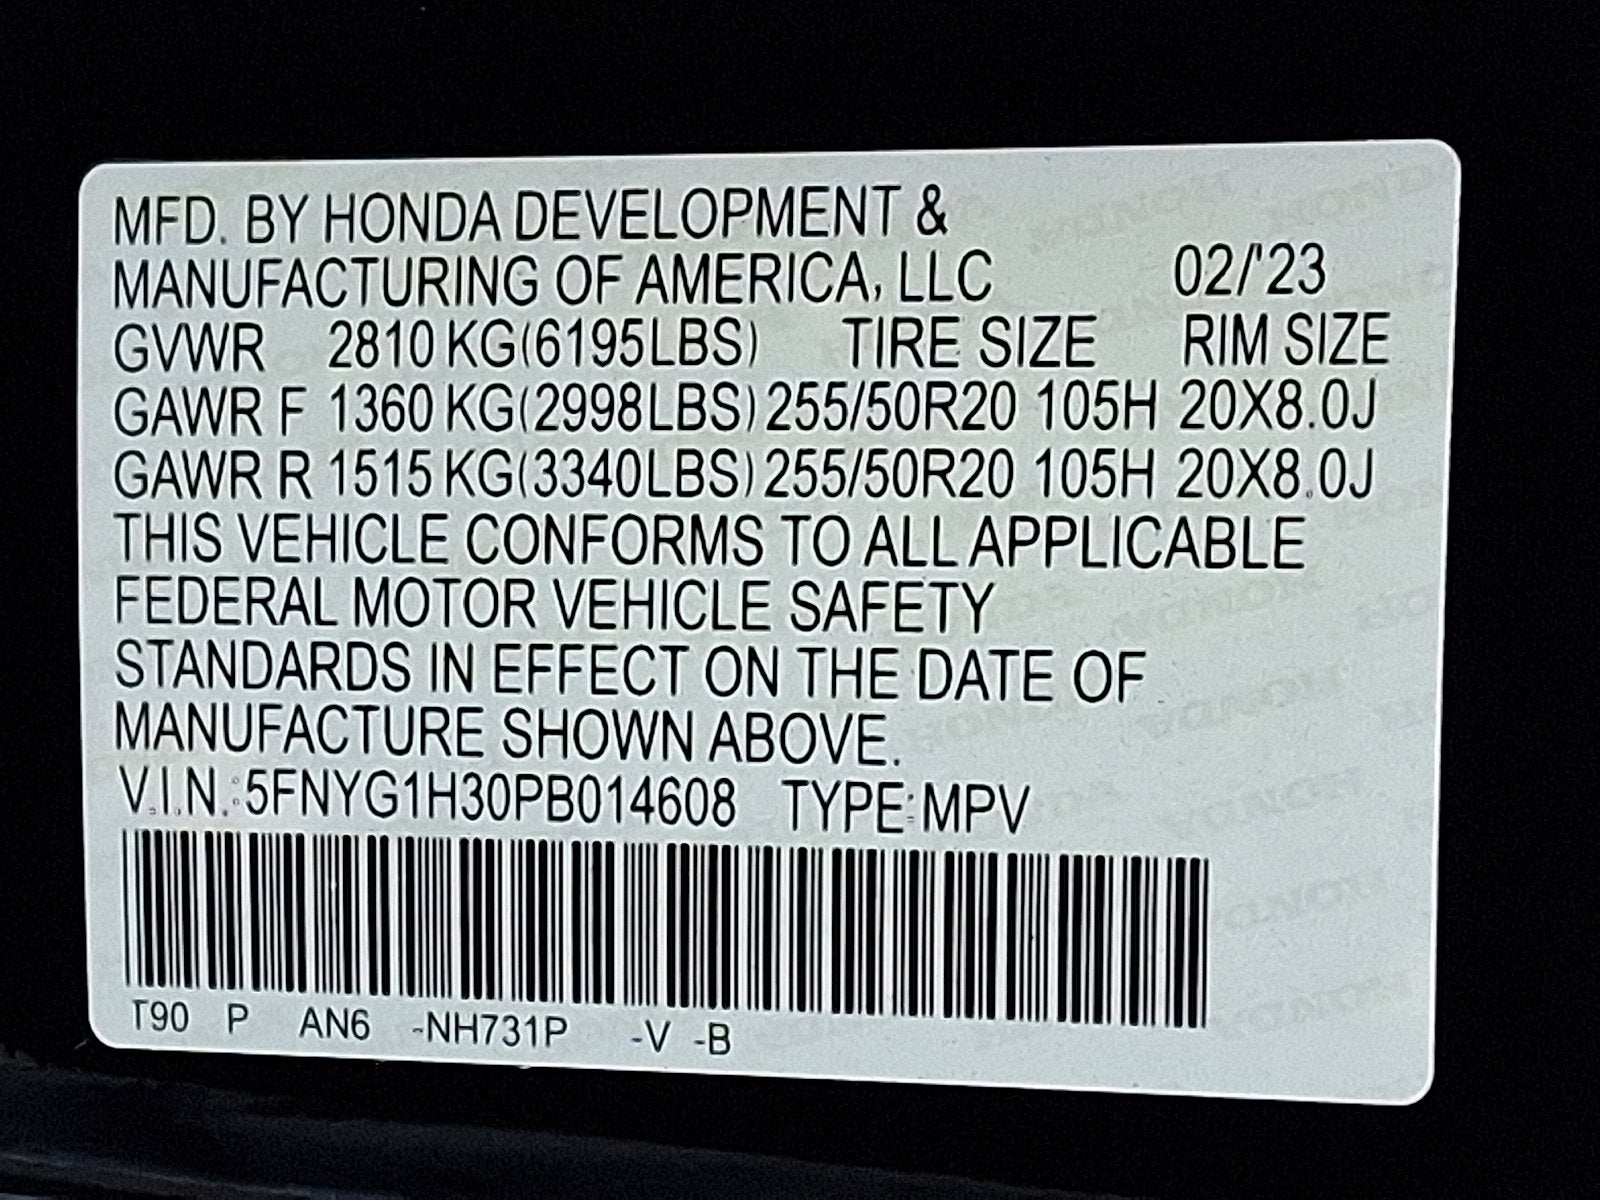 MFD. BY HONDA DEVELOPMENT &
MANUFACTURING OF AMERICA, LLC 02/'23
GVWR 2810 KG(6195LBS) TIRE SIZE RIM SIZE
GAWR F 1360 KG(2998LBS) 255/50R20 105H 20X8.0J
GAWR R 1515 KG(3340LBS) 255/50R20 105H 20X8.0J
THIS VEHICLE CONFORMS TO ALL APPLICABLE
FEDERAL MOTOR VEHICLE SAFETY
STANDARDS IN EFFECT ON THE DATE OF
MANUFACTURE SHOWN ABOVE.
V.I.N.:5FNYG1H30PB014608 TYPE:MPV
T90 P AN6 -NH731P -V -B